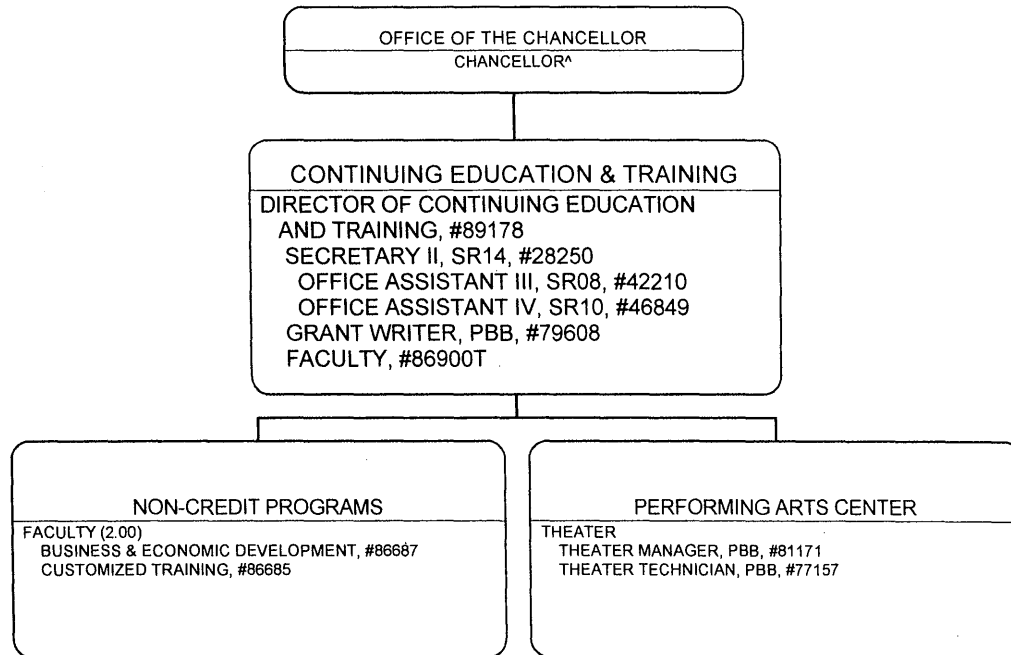 OFFICE OF THE CHANCELLOR
CHANCELLOR^
CONTINUING EDUCATION & TRAINING
DIRECTOR OF CONTINUING EDUCATION
AND TRAINING, #89178
SECRETARY II, SR14, #28250
OFFICE ASSISTANT III, SR08, #42210
OFFICE ASSISTANT IV, SR10, #46849
GRANT WRITER, PBB, #79608
FACULTY, #86900T
NON-CREDIT PROGRAMS
FACULTY (2.00)
BUSINESS & ECONOMIC DEVELOPMENT, #86687
CUSTOMIZED TRAINING, #86685
PERFORMING ARTS CENTER
THEATER
THEATER MANAGER, PBB, #81171
THEATER TECHNICIAN, PBB, #77157